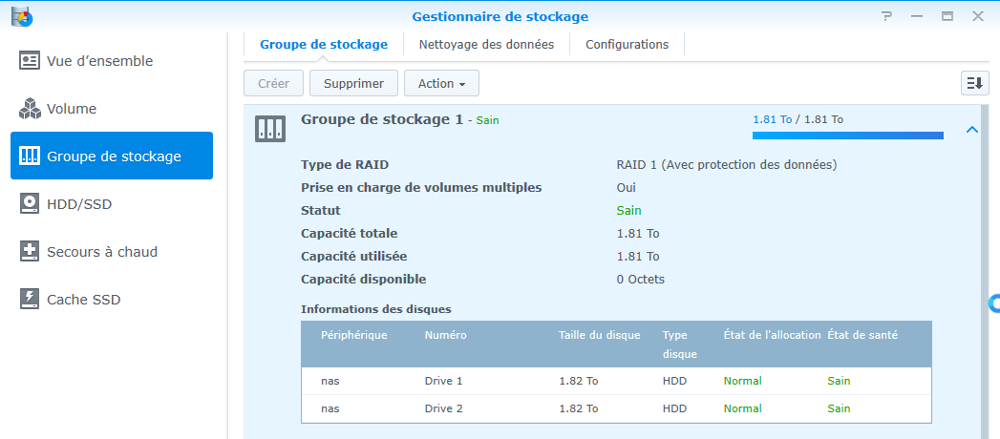 Gestionnaire de stockage
Vue d’ensemble
Volume
Groupe de stockage
HDD/SSD
Secours à chaud
Cache SSD
Groupe de stockage Nettoyage des données Configurations
Créer Supprimer Action
Groupe de stockage 1 - Sain 1.81 To / 1.81 To
Type de RAID RAID 1 (Avec protection des données)
Prise en charge de volumes multiples Oui
Statut Sain
Capacité totale 1.81 To
Capacité utilisée 1.81 To
Capacité disponible 0 Octets
Informations des disques
Périphérique Numéro Taille du disque Type État de l'allocation État de santé
disque
nas Drive 1 1.82 To HDD Normal Sain
nas Drive 2 1.82 To HDD Normal Sain